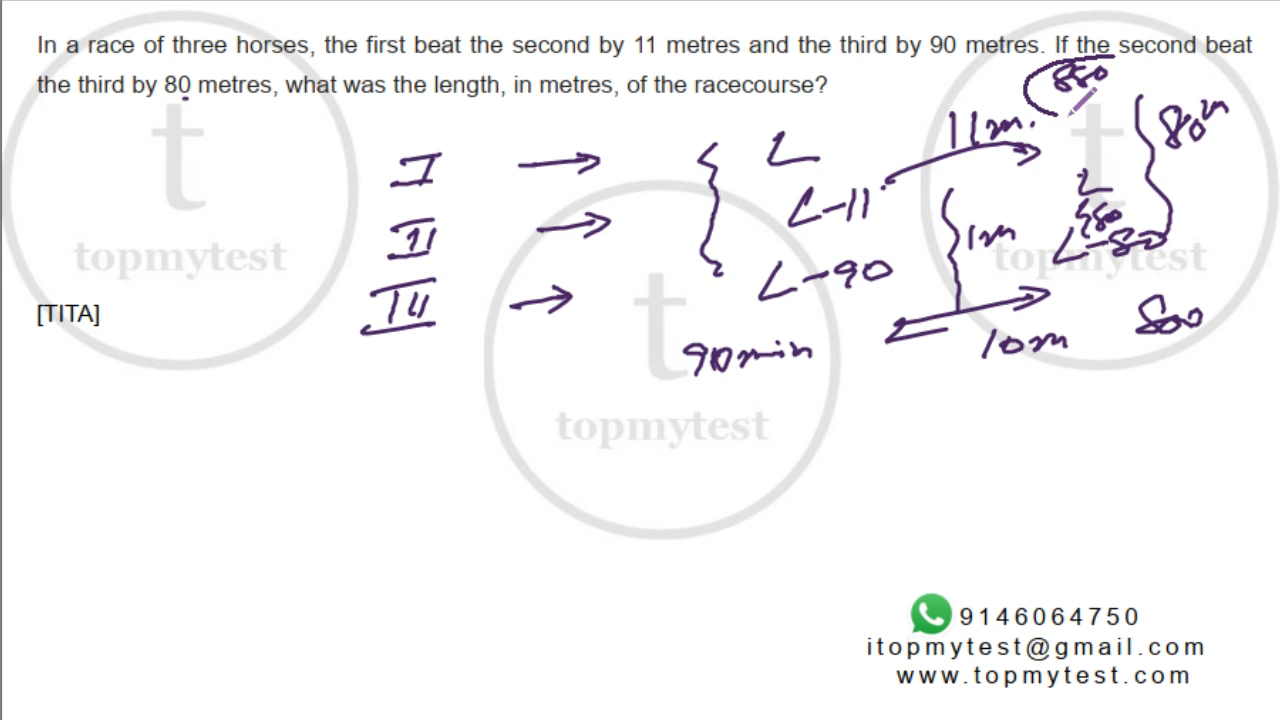 In a race of three horses, the first beat the second by 11 metres and the third by 90 metres. If the second beat
the third by 80 metres, what was the length, in metres, of the racecourse?
880
11m.
80m
I → L
II → L-11
1m
L
80
L-80
III → L-90
[TITA]
10m
800
90min
t
topmytest
t
topmytest
t
topmytest
9146064750
itopmytest@gmail.com
www.topmytest.com